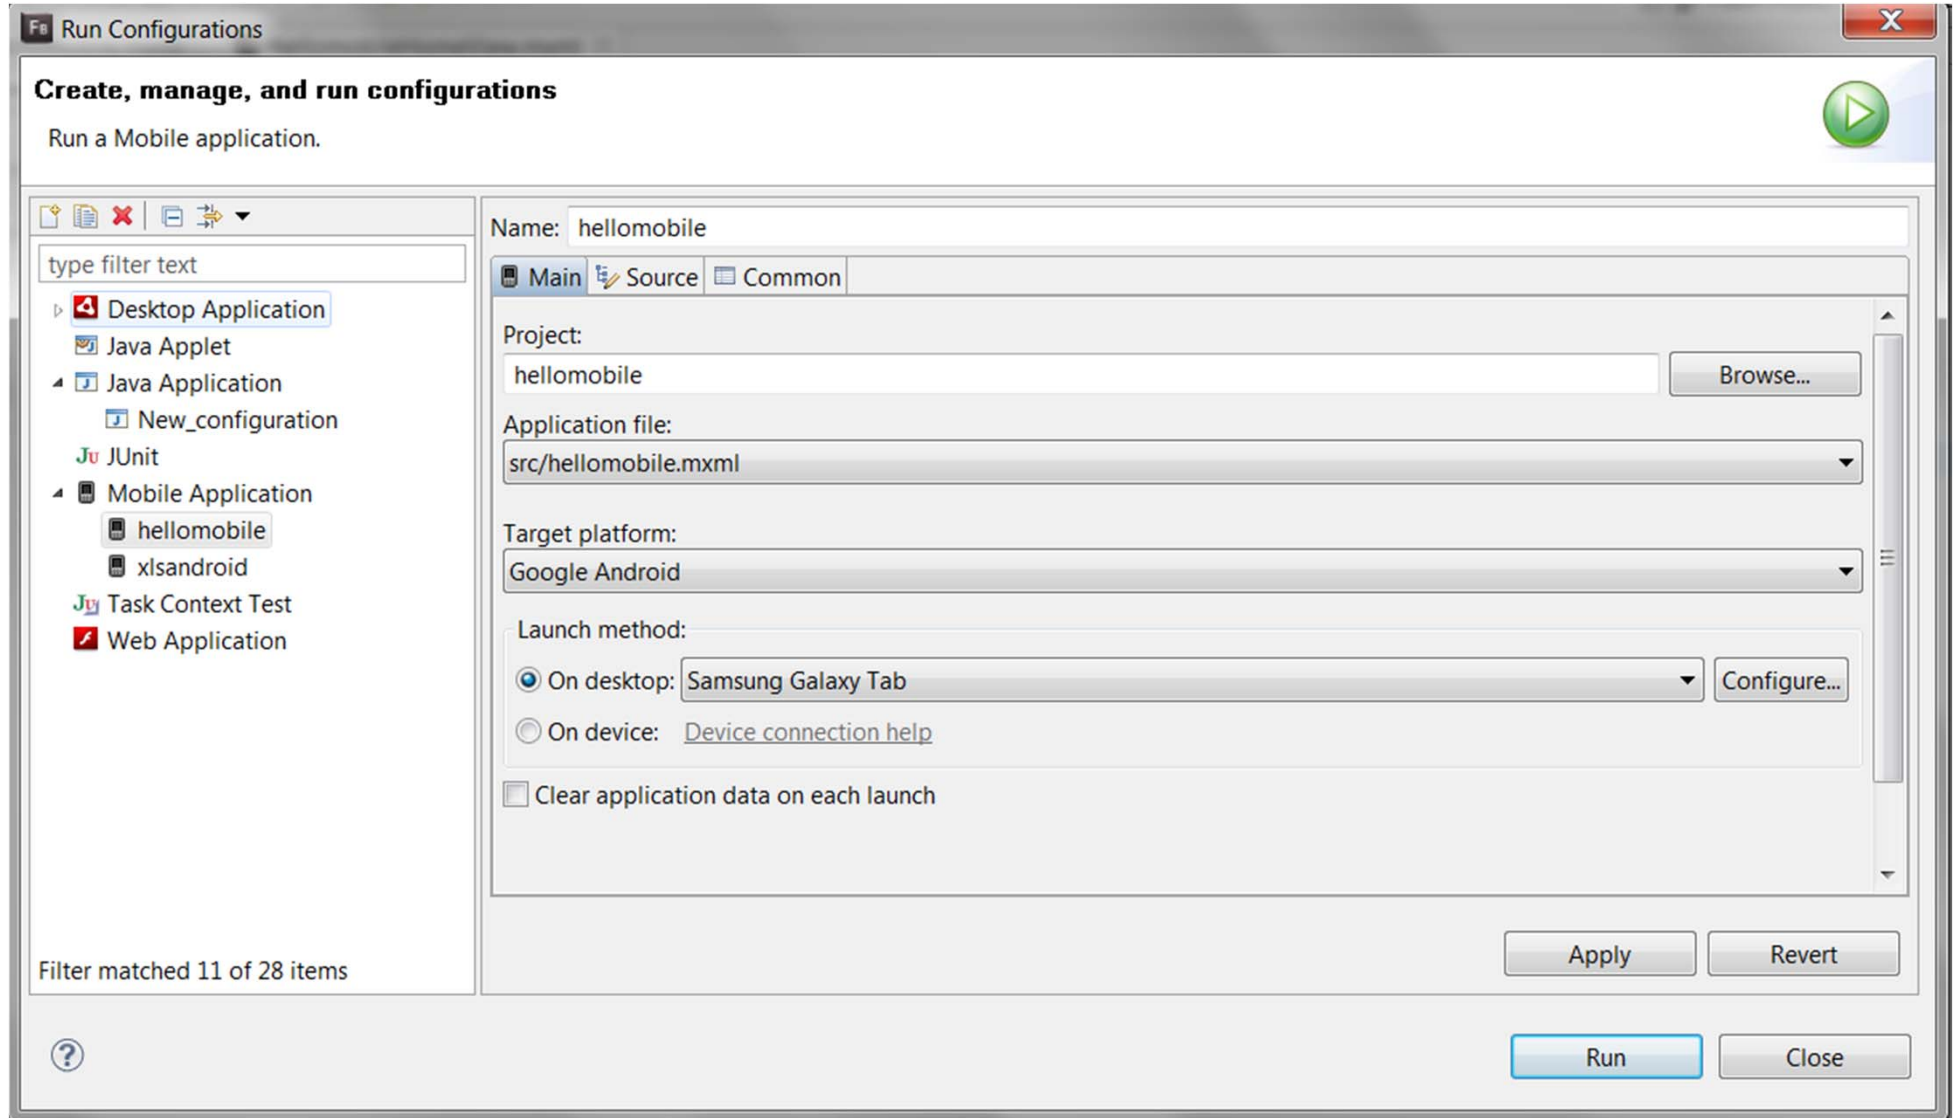 Run Configurations
Create, manage, and run configurations
Run a Mobile application.
type filter text
Desktop Application
Java Applet
Java Application
New_configuration
JUnit
Mobile Application
hellomobile
xlsandroid
Task Context Test
Web Application
Filter matched 11 of 28 items
Name: hellomobile
Main Source Common
Project:
hellomobile Browse...
Application file:
src/hellomobile.mxml
Target platform:
Google Android
Launch method:
On desktop: Samsung Galaxy Tab Configure...
On device: Device connection help
Clear application data on each launch
Apply Revert
Run Close